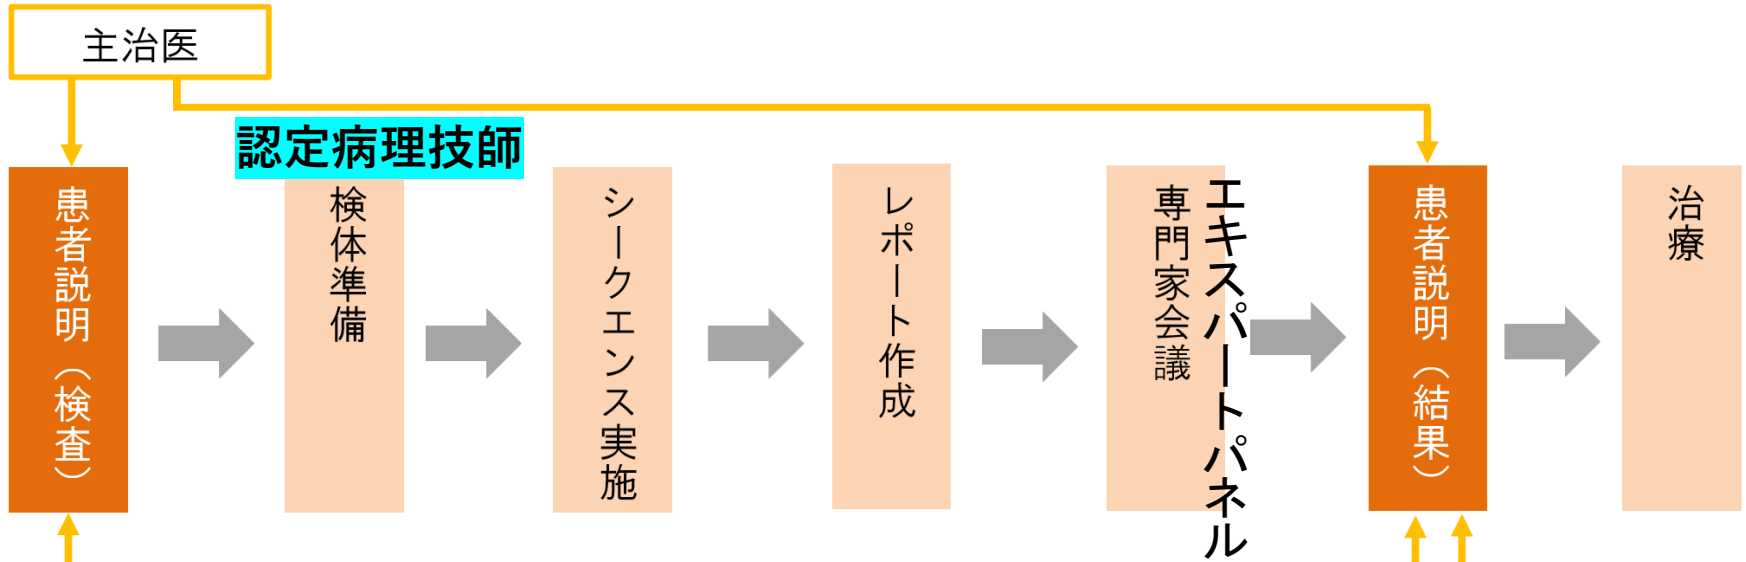 主治医
認定病理技師
患者説明（検査）
検体準備
シークエンス実施
レポート作成
専門家会議
エキスパートパネル
患者説明（結果）
治療